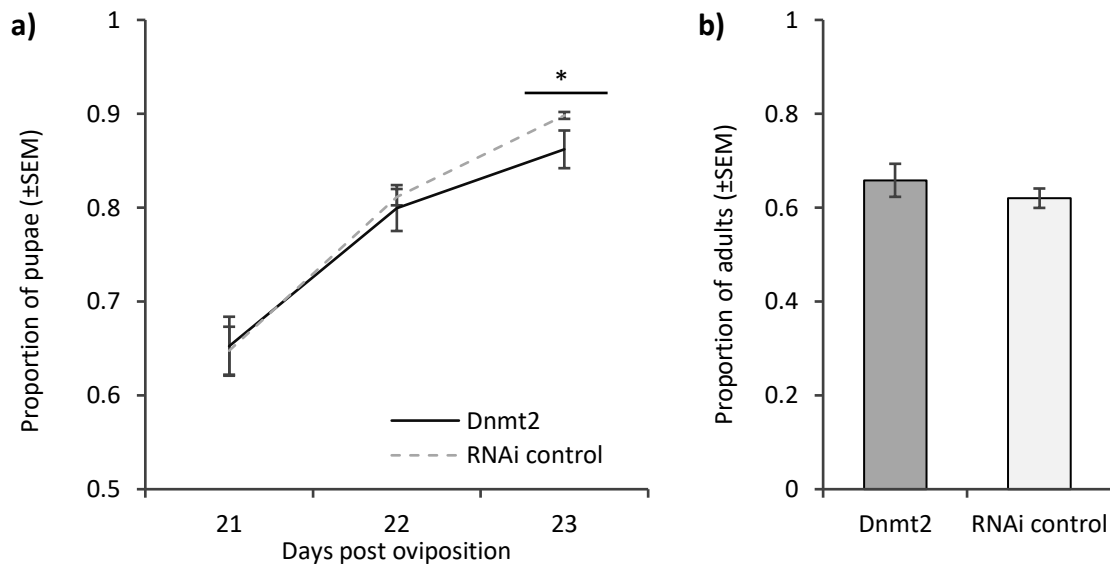 a)
Proportion of pupae (±SEM)
1
0.9
0.8
0.7
0.6
0.5
*
Dnmt2
RNAi control
21 22 23
Days post oviposition
b)
Proportion of adults (±SEM)
1
0.8
0.6
0.4
0.2
0
Dnmt2 RNAi control